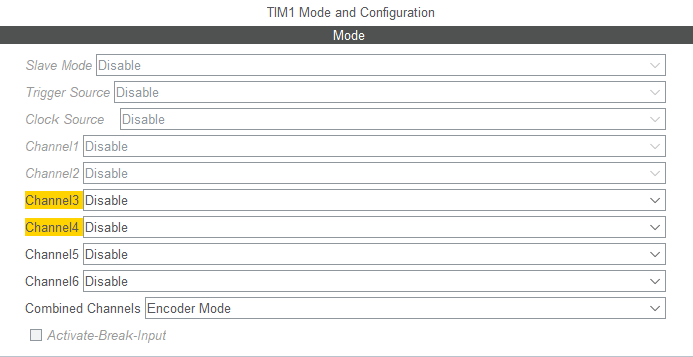 TIM1 Mode and Configuration
Mode
Slave Mode Disable
Trigger Source Disable
Clock Source Disable
Channel1 Disable
Channel2 Disable
Channel3 Disable
Channel4 Disable
Channel5 Disable
Channel6 Disable
Combined Channels Encoder Mode
Activate-Break-Input